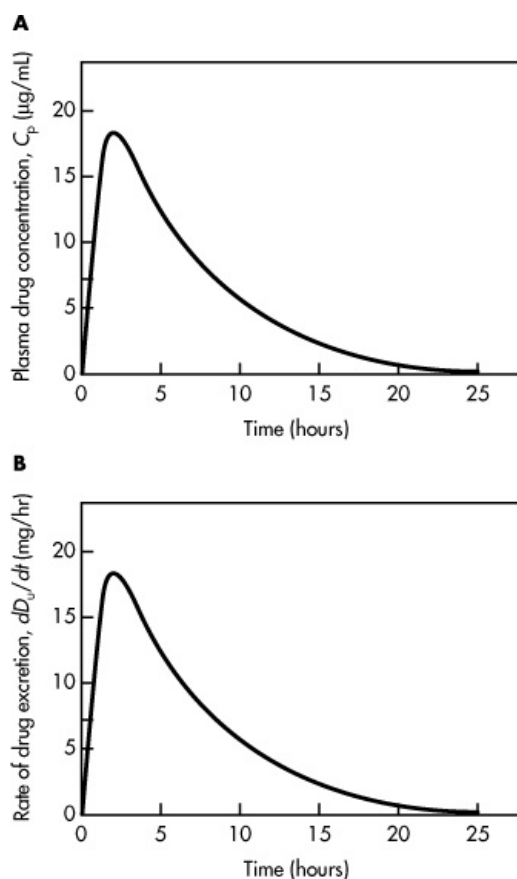 A
Plasma drug concentration, Cp (μg/mL)
20
15
10
5
0
0 5 10 15 20 25
Time (hours)
B
Rate of drug excretion, dDu/dt (mg/hr)
20
15
10
5
0
0 5 10 15 20 25
Time (hours)